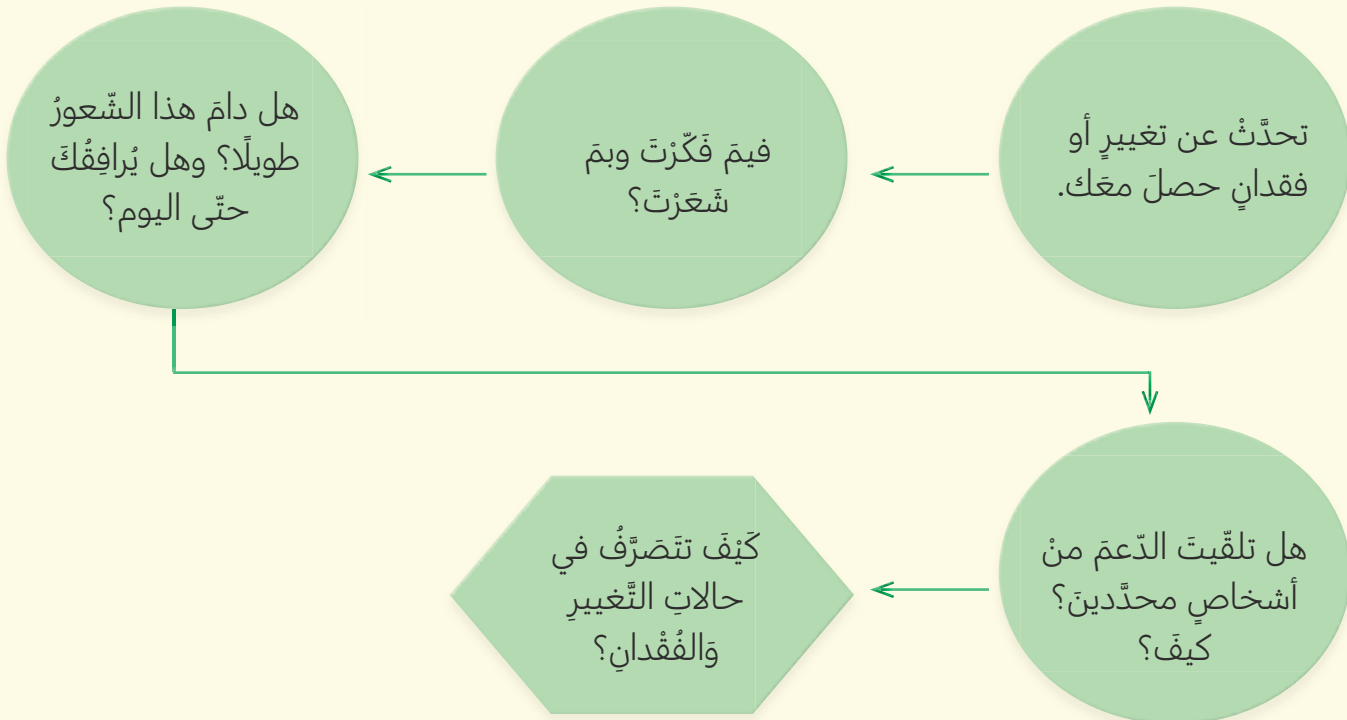 تحدَّثْ عن تغييرٍ أو
فقدانٍ حصلَ معَك.
فيمَ فَكّرْتَ وبمَ
شَعَرْتَ؟
هل دامَ هذا الشّعورُ
طويلًا؟ وهل يُرافِقُكَ
حتّى اليوم؟
هل تلقّيتَ الدّعمَ منْ
أشخاصٍ محدَّدينَ؟
كيفَ؟
كَيْفَ تتَصَرَّفُ في
حالاتِ التَّغييرِ
وَالفُقْدانِ؟